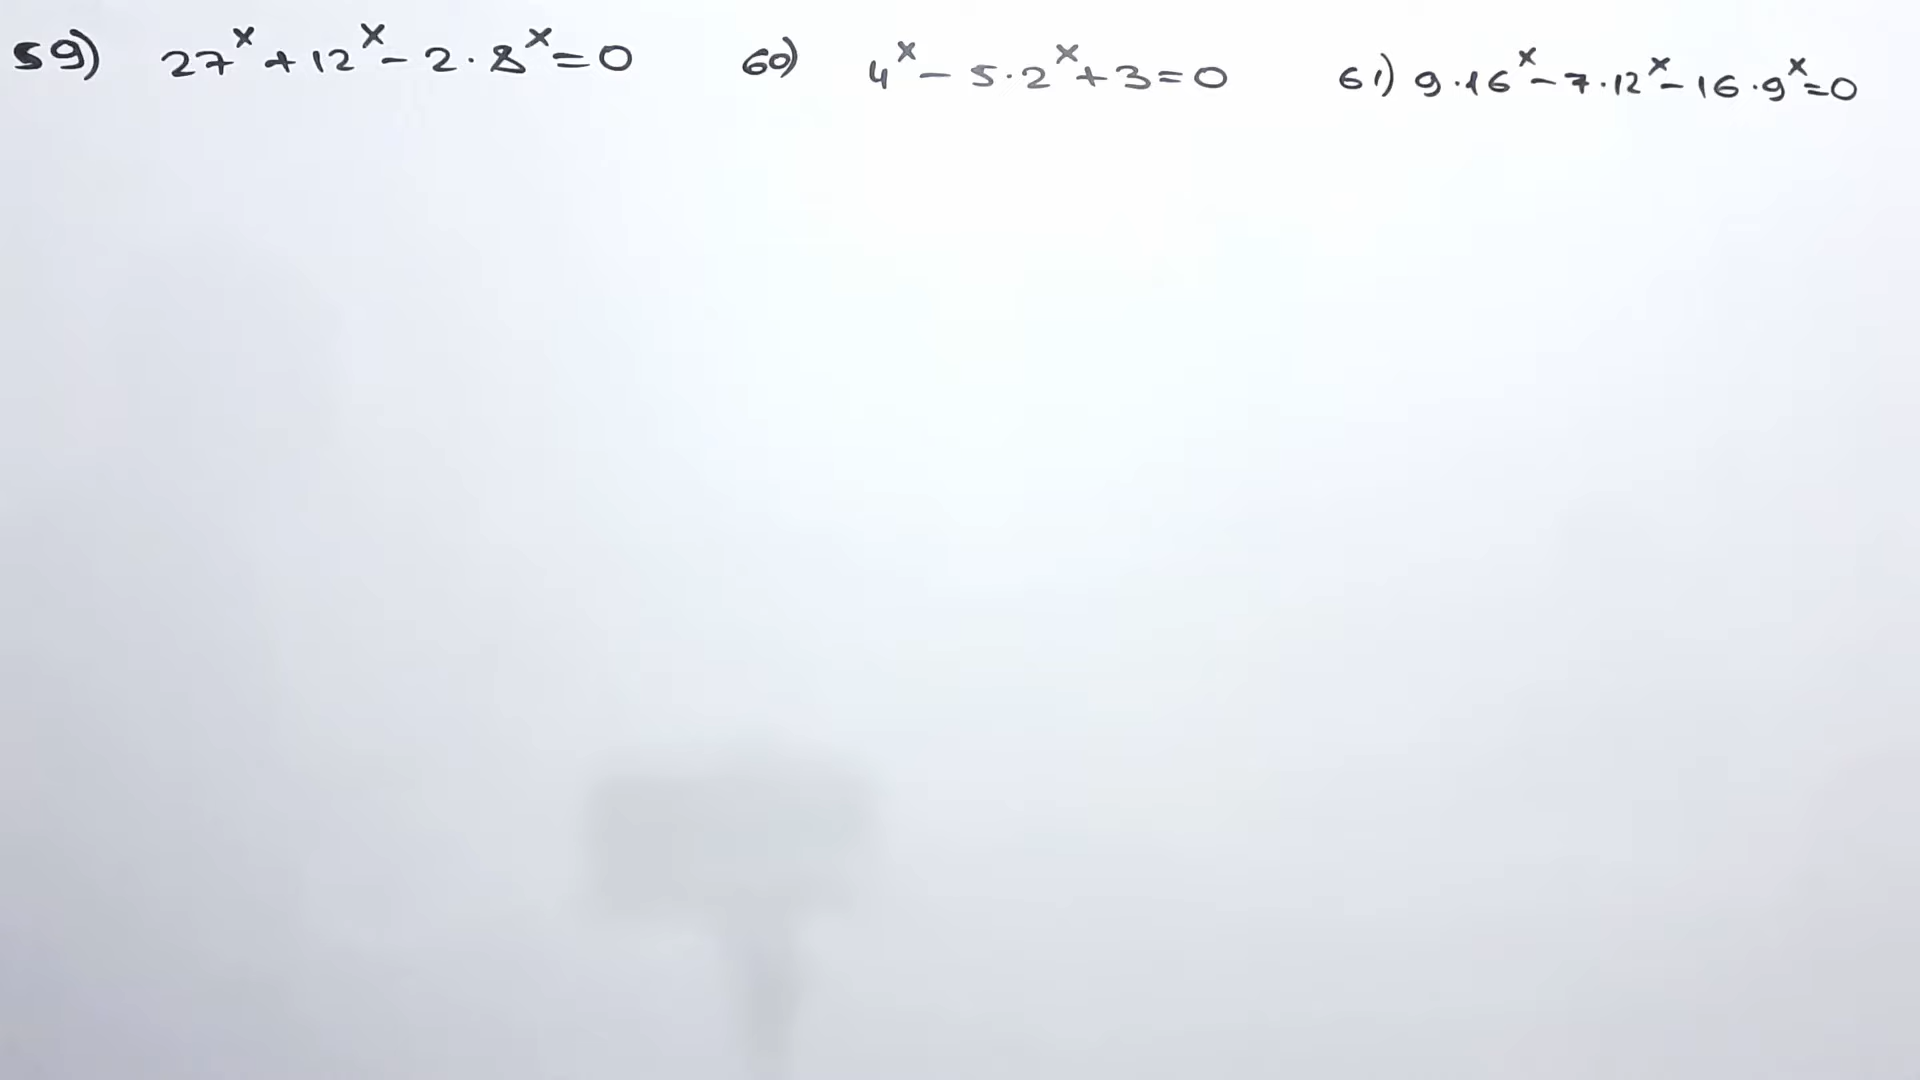 59) 27^x + 12^x - 2 · 8^x = 0
60) 4^x - 5 · 2^x + 3 = 0
61) 9 · 16^x - 7 · 12^x - 16 · 9^x = 0